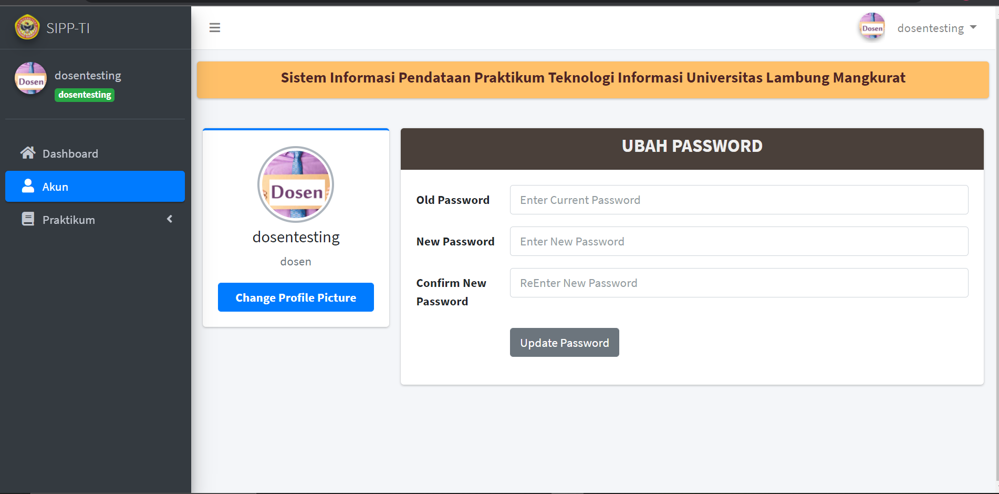 SIPP-TI
dosentesting
Dosen
dosentesting
dosentesting
Dosen
Dashboard
Akun
Praktikum
Sistem Informasi Pendataan Praktikum Teknologi Informasi Universitas Lambung Mangkurat
Dosen
dosentesting
dosen
Change Profile Picture
UBAH PASSWORD
Old Password
Enter Current Password
New Password
Enter New Password
Confirm New
Password
ReEnter New Password
Update Password